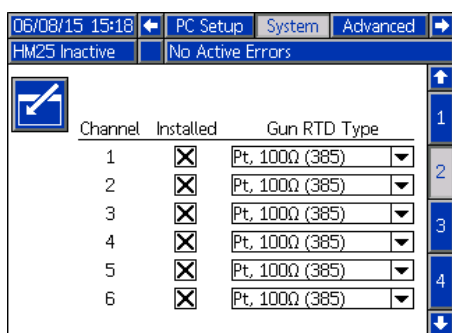 06/08/15 15:18 PC Setup System Advanced
HM25 Inactive No Active Errors
1
Channel Installed Gun RTD Type
1 Pt, 100Ω (385)
2 Pt, 100Ω (385)
2
3 Pt, 100Ω (385)
3
4 Pt, 100Ω (385)
5 Pt, 100Ω (385)
4
6 Pt, 100Ω (385)